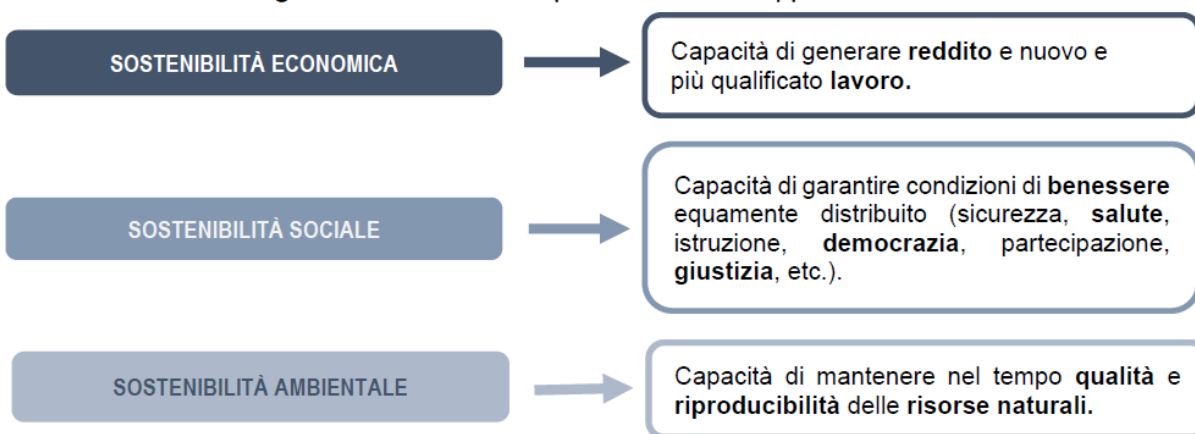 SOSTENIBILITÀ ECONOMICA
Capacità di generare reddito e nuovo e
più qualificato lavoro.
SOSTENIBILITÀ SOCIALE
Capacità di garantire condizioni di benessere
equamente distribuito (sicurezza, salute,
istruzione, democrazia, partecipazione,
giustizia, etc.).
SOSTENIBILITÀ AMBIENTALE
Capacità di mantenere nel tempo qualità e
riproducibilità delle risorse naturali.